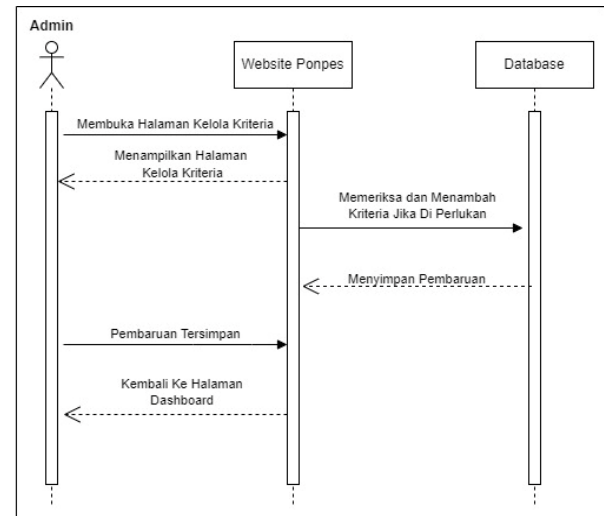 Admin
Website Ponpes
Database
Membuka Halaman Kelola Kriteria
Menampilkan Halaman
Kelola Kriteria
Memeriksa dan Menambah
Kriteria Jika Di Perlukan
Menyimpan Pembaruan
Pembaruan Tersimpan
Kembali Ke Halaman
Dashboard